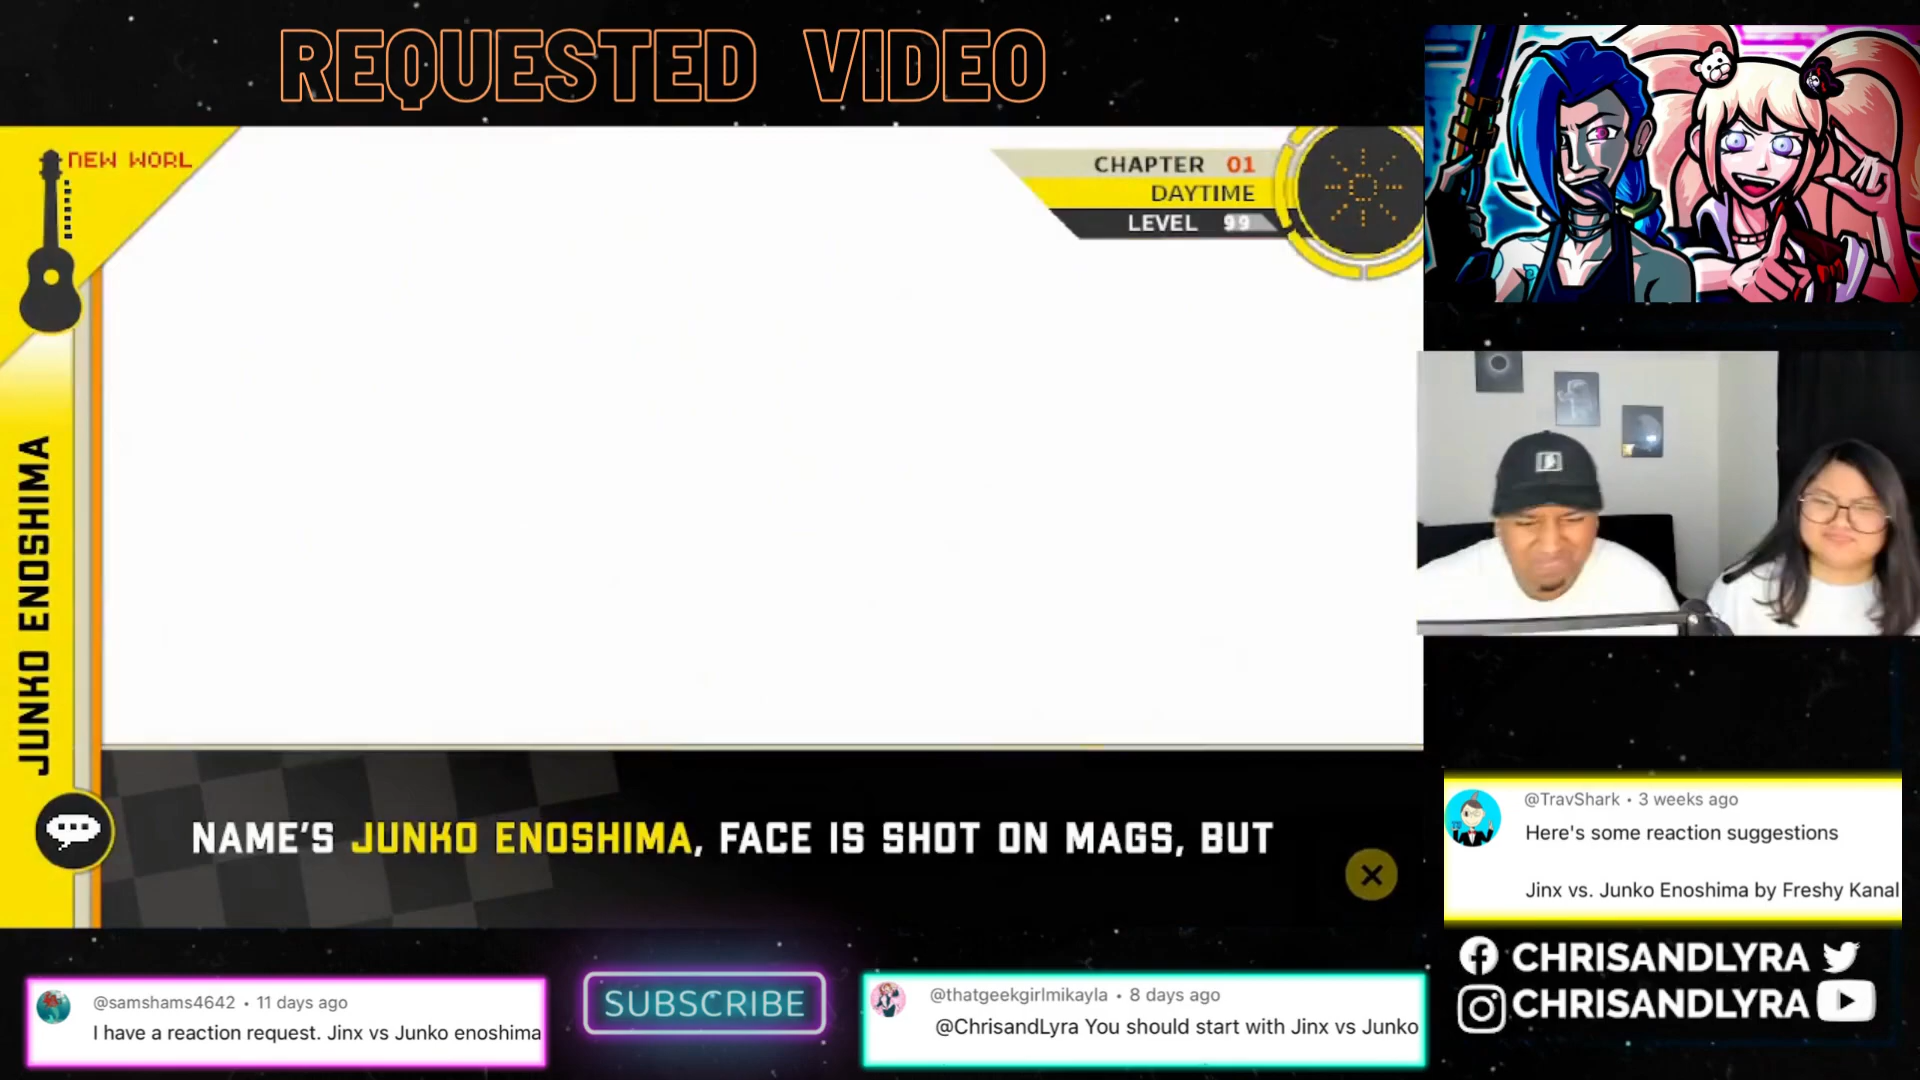 REQUESTED VIDEO
NEW WORL
CHAPTER 01
DAYTIME
LEVEL 99
JUNKO ENOSHIMA
NAME'S JUNKO ENOSHIMA, FACE IS SHOT ON MAGS, BUT
@TravShark • 3 weeks ago
Here's some reaction suggestions
Jinx vs. Junko Enoshima by Freshy Kanal
CHRISANDLYRA
CHRISANDLYRA
@samshams4642 • 11 days ago
I have a reaction request. Jinx vs Junko enoshima
SUBSCRIBE
@thatgeekgirlmikayla • 8 days ago
@ChrisandLyra You should start with Jinx vs Junko